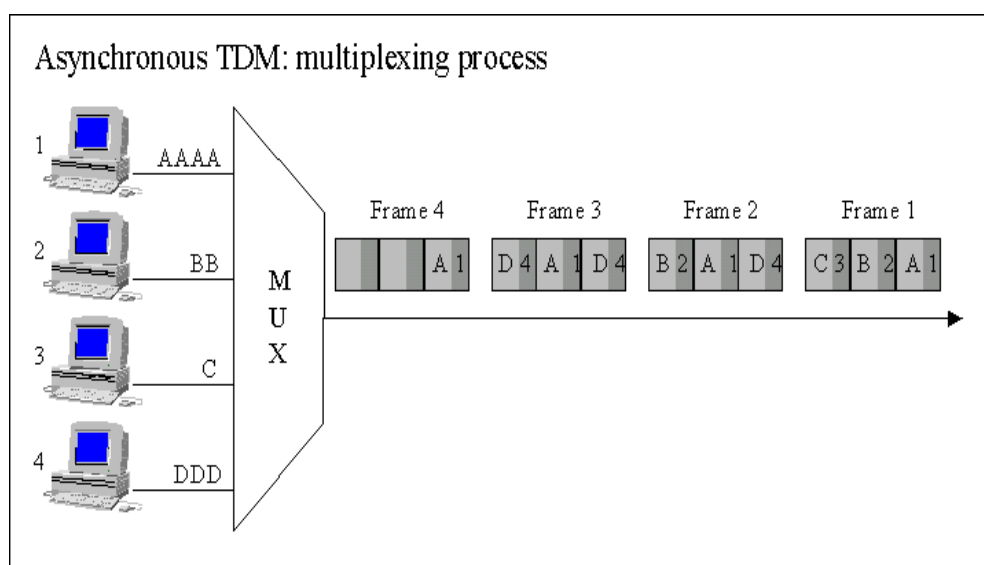 Asynchronous TDM: multiplexing process
1
AAAA
Frame 4
Frame 3
Frame 2
Frame 1
2
BB
A 1
D 4 A 1 D 4
B 2 A 1 D 4
C 3 B 2 A 1
M
U
X
3
C
4
DDD